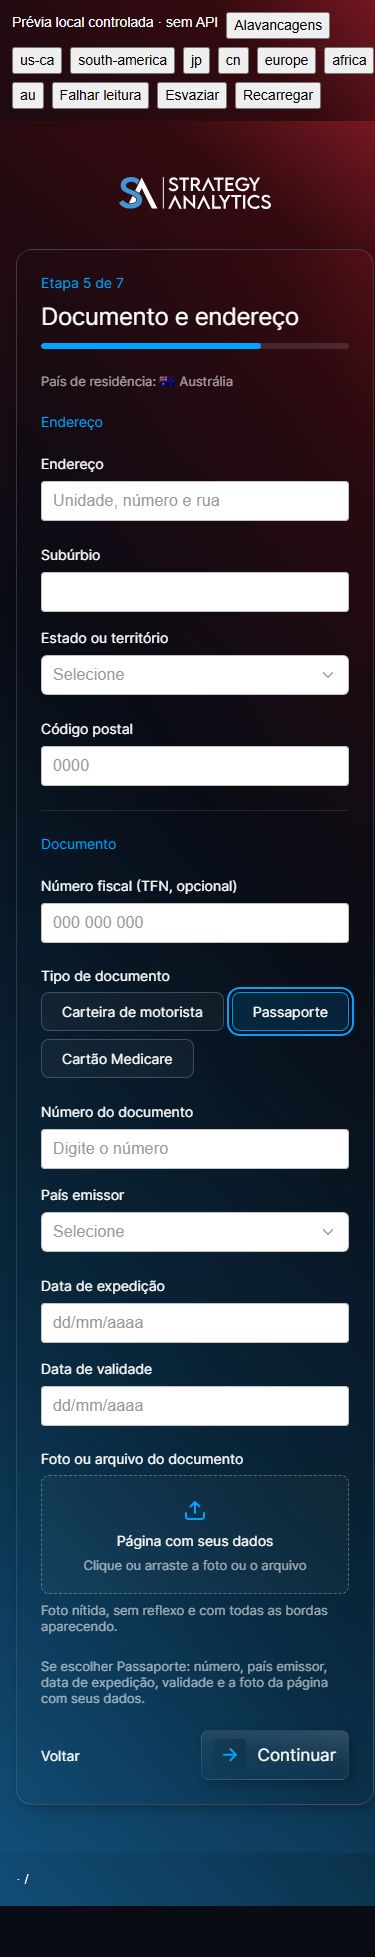 Prévia local controlada · sem API Alavancagens
us-ca south-america jp cn europe africa
au Falhar leitura Esvaziar Recarregar
SA STRATEGY
ANALYTICS
Etapa 5 de 7
Documento e endereço
País de residência: 🇦🇺 Austrália
Endereço
Endereço
Unidade, número e rua
Subúrbio
Estado ou território
Selecione
Código postal
0000
Documento
Número fiscal (TFN, opcional)
000 000 000
Tipo de documento
Carteira de motorista Passaporte
Cartão Medicare
Número do documento
Digite o número
País emissor
Selecione
Data de expedição
dd/mm/aaaa
Data de validade
dd/mm/aaaa
Foto ou arquivo do documento
Página com seus dados
Clique ou arraste a foto ou o arquivo
Foto nítida, sem reflexo e com todas as bordas
aparecendo.
Se escolher Passaporte: número, país emissor,
data de expedição, validade e a foto da página
com seus dados.
Voltar Continuar
· /